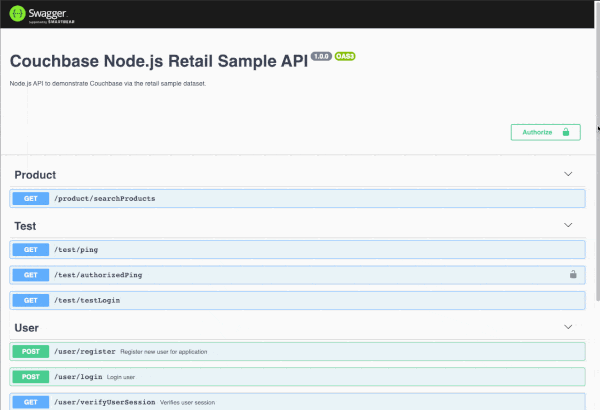 Swagger
supported by SMARTBEAR
Couchbase Node.js Retail Sample API 1.0.0 OAS3
Node.js API to demonstrate Couchbase via the retail sample dataset.
Authorize
Product
GET /product/searchProducts
Test
GET /test/ping
GET /test/authorizedPing
GET /test/testLogin
User
POST /user/register Register new user for application
POST /user/login Login user
GET /user/verifyUserSession Verifies user session